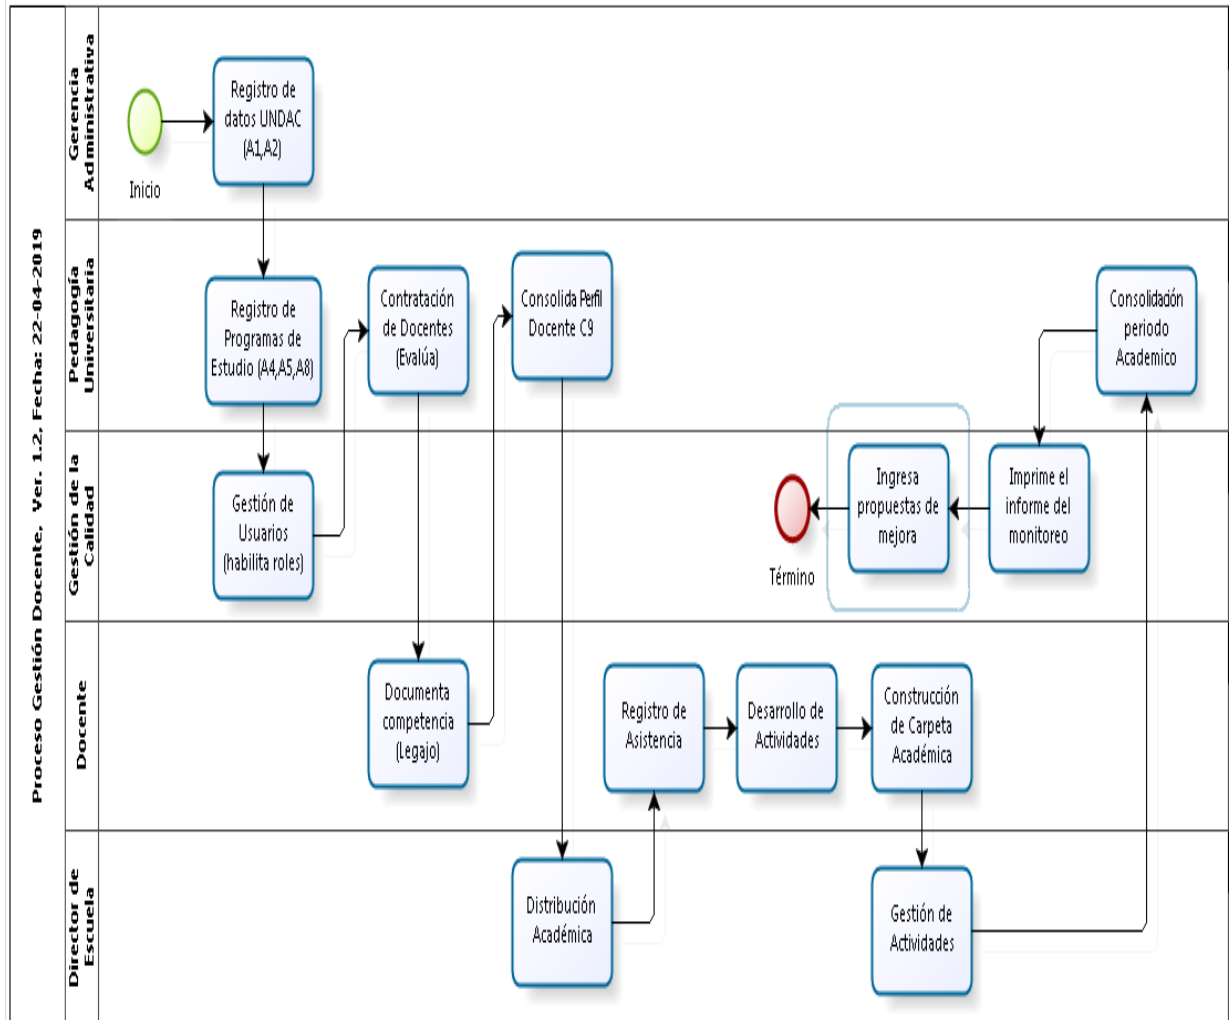 Proceso Gestión Docente, Ver. 1.2, Fecha: 22-04-2019
Gerencia
Administrativa
Inicio
Registro de
datos UNDAC
(A1,A2)
Pedagogía
Universitaria
Registro de
Programas de
Estudio (A4,A5,A8)
Contratación
de Docentes
(Evalúa)
Consolida Perfil
Docente C9
Consolidación
periodo
Academico
Gestión de la
Calidad
Gestión de
Usuarios
(habilita roles)
Término
Ingresa
propuestas de
mejora
Imprime el
informe del
monitoreo
Docente
Documenta
competencia
(Legajo)
Registro de
Asistencia
Desarrollo de
Actividades
Construcción
de Carpeta
Académica
Director de
Escuela
Distribución
Académica
Gestión de
Actividades